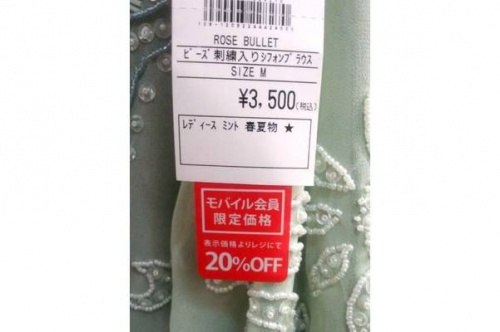 ROSE BULLET
ビーズ刺繍入りシフォンブラウス
SIZE M
¥3,500(税込)
レディース ミント 春夏物 ★
モバイル会員
限定価格
表示価格よりレジにて
20%OFF